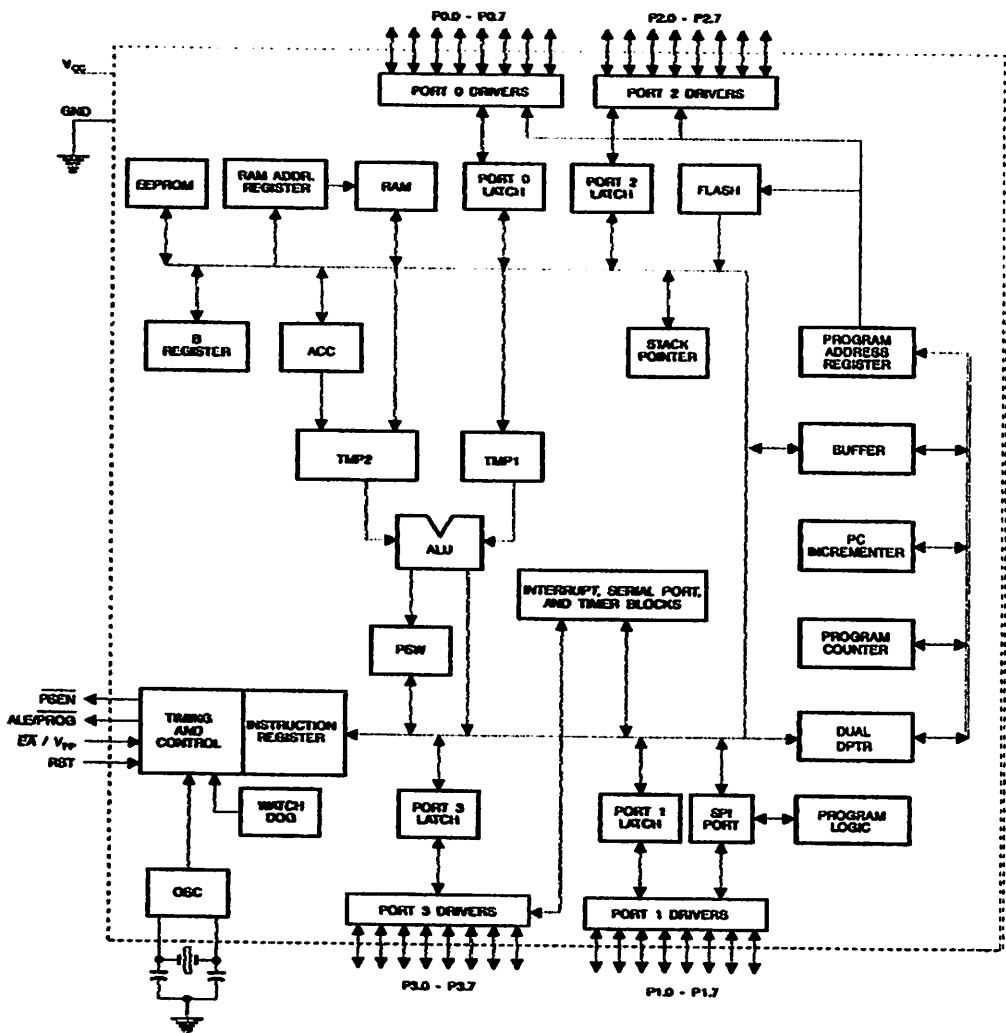 P0.0 - P0.7
P2.0 - P2.7
VCC
GND
PORT 0 DRIVERS
PORT 2 DRIVERS
EEPROM
RAM ADDR.
REGISTER
RAM
PORT 0
LATCH
PORT 2
LATCH
FLASH
B
REGISTER
ACC
STACK
POINTER
PROGRAM
ADDRESS
REGISTER
TMP2
TMP1
BUFFER
ALU
PC
INCREMENTER
INTERRUPT, SERIAL PORT,
AND TIMER BLOCKS
PSW
PROGRAM
COUNTER
PSEN
ALE/PROG
EA / VPP
RST
TIMING
AND
CONTROL
INSTRUCTION
REGISTER
DUAL
DPTR
WATCH
DOG
PORT 3
LATCH
PORT 1
LATCH
SPI
PORT
PROGRAM
LOGIC
OSC
PORT 3 DRIVERS
PORT 1 DRIVERS
P3.0 - P3.7
P1.0 - P1.7